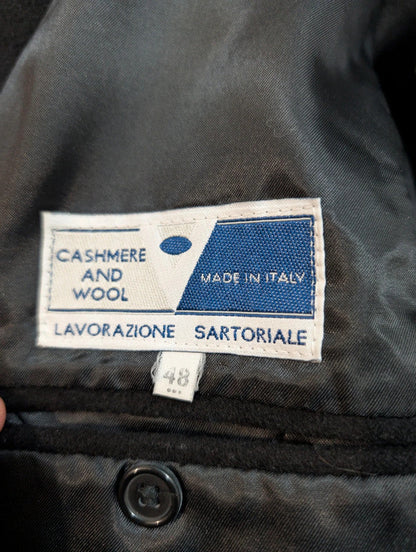 CASHMERE
AND
WOOL
MADE IN ITALY
LAVORAZIONE SARTORIALE
48